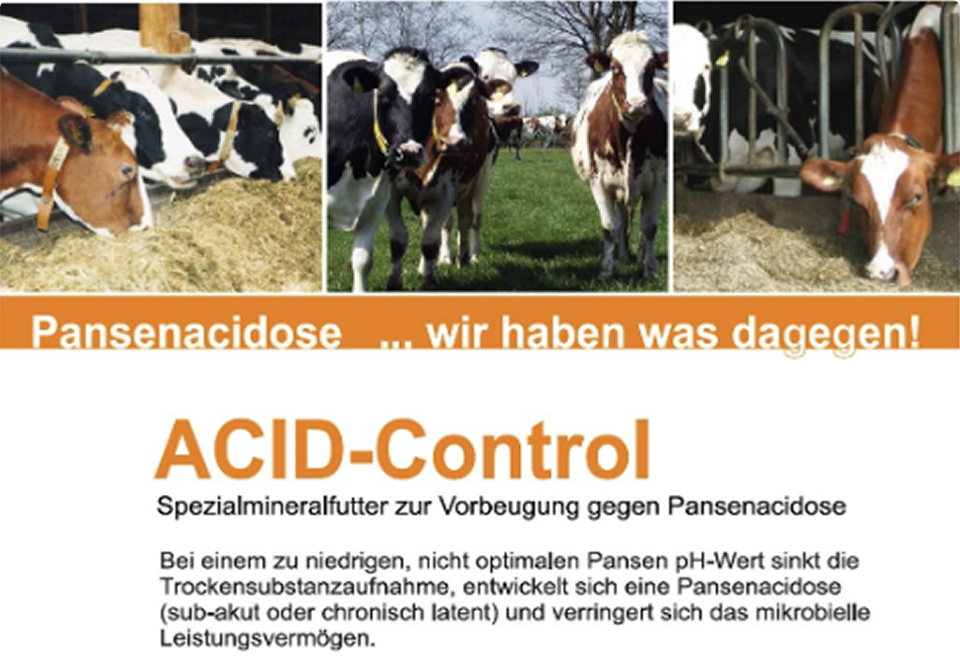 Pansenacidose ... wir haben was dagegen!
ACID-Control
Spezialmineralfutter zur Vorbeugung gegen Pansenacidose
Bei einem zu niedrigen, nicht optimalen Pansen pH-Wert sinkt die
Trockensubstanzaufnahme, entwickelt sich eine Pansenacidose
(sub-akut oder chronisch latent) und verringert sich das mikrobielle
Leistungsvermögen.